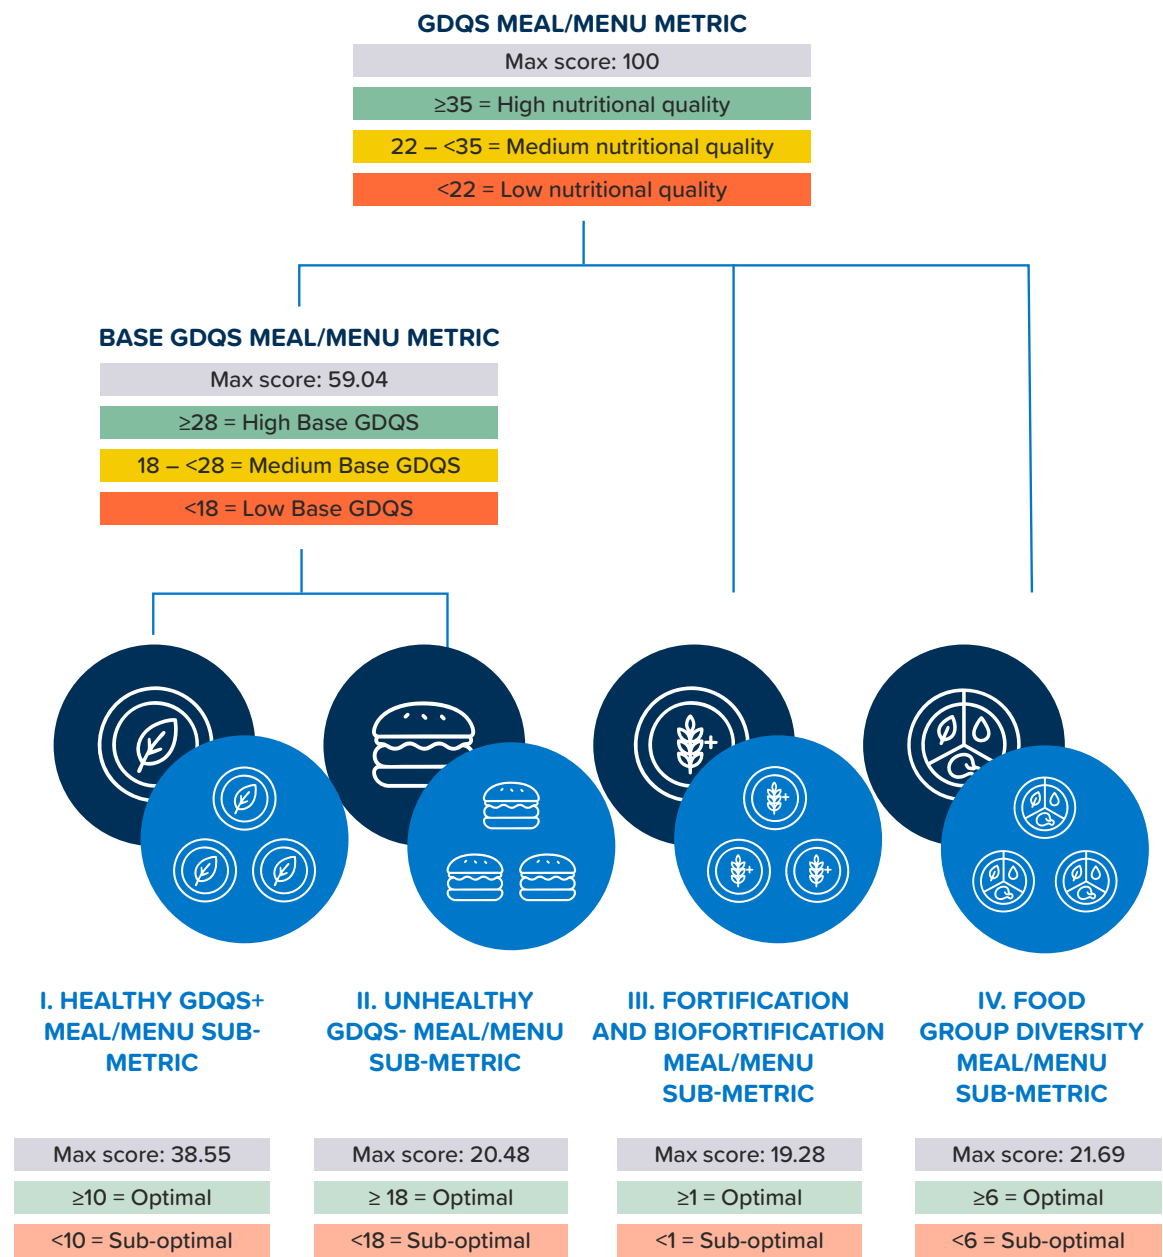 GDQS MEAL/MENU METRIC
Max score: 100
≥35 = High nutritional quality
22 – <35 = Medium nutritional quality
<22 = Low nutritional quality
BASE GDQS MEAL/MENU METRIC
Max score: 59.04
≥28 = High Base GDQS
18 – <28 = Medium Base GDQS
<18 = Low Base GDQS
I. HEALTHY GDQS+
MEAL/MENU SUB-
METRIC
Max score: 38.55
≥10 = Optimal
<10 = Sub-optimal
II. UNHEALTHY
GDQS- MEAL/MENU
SUB-METRIC
Max score: 20.48
≥ 18 = Optimal
<18 = Sub-optimal
III. FORTIFICATION
AND BIOFORTIFICATION
MEAL/MENU
SUB-METRIC
Max score: 19.28
≥1 = Optimal
<1 = Sub-optimal
IV. FOOD
GROUP DIVERSITY
MEAL/MENU
SUB-METRIC
Max score: 21.69
≥6 = Optimal
<6 = Sub-optimal